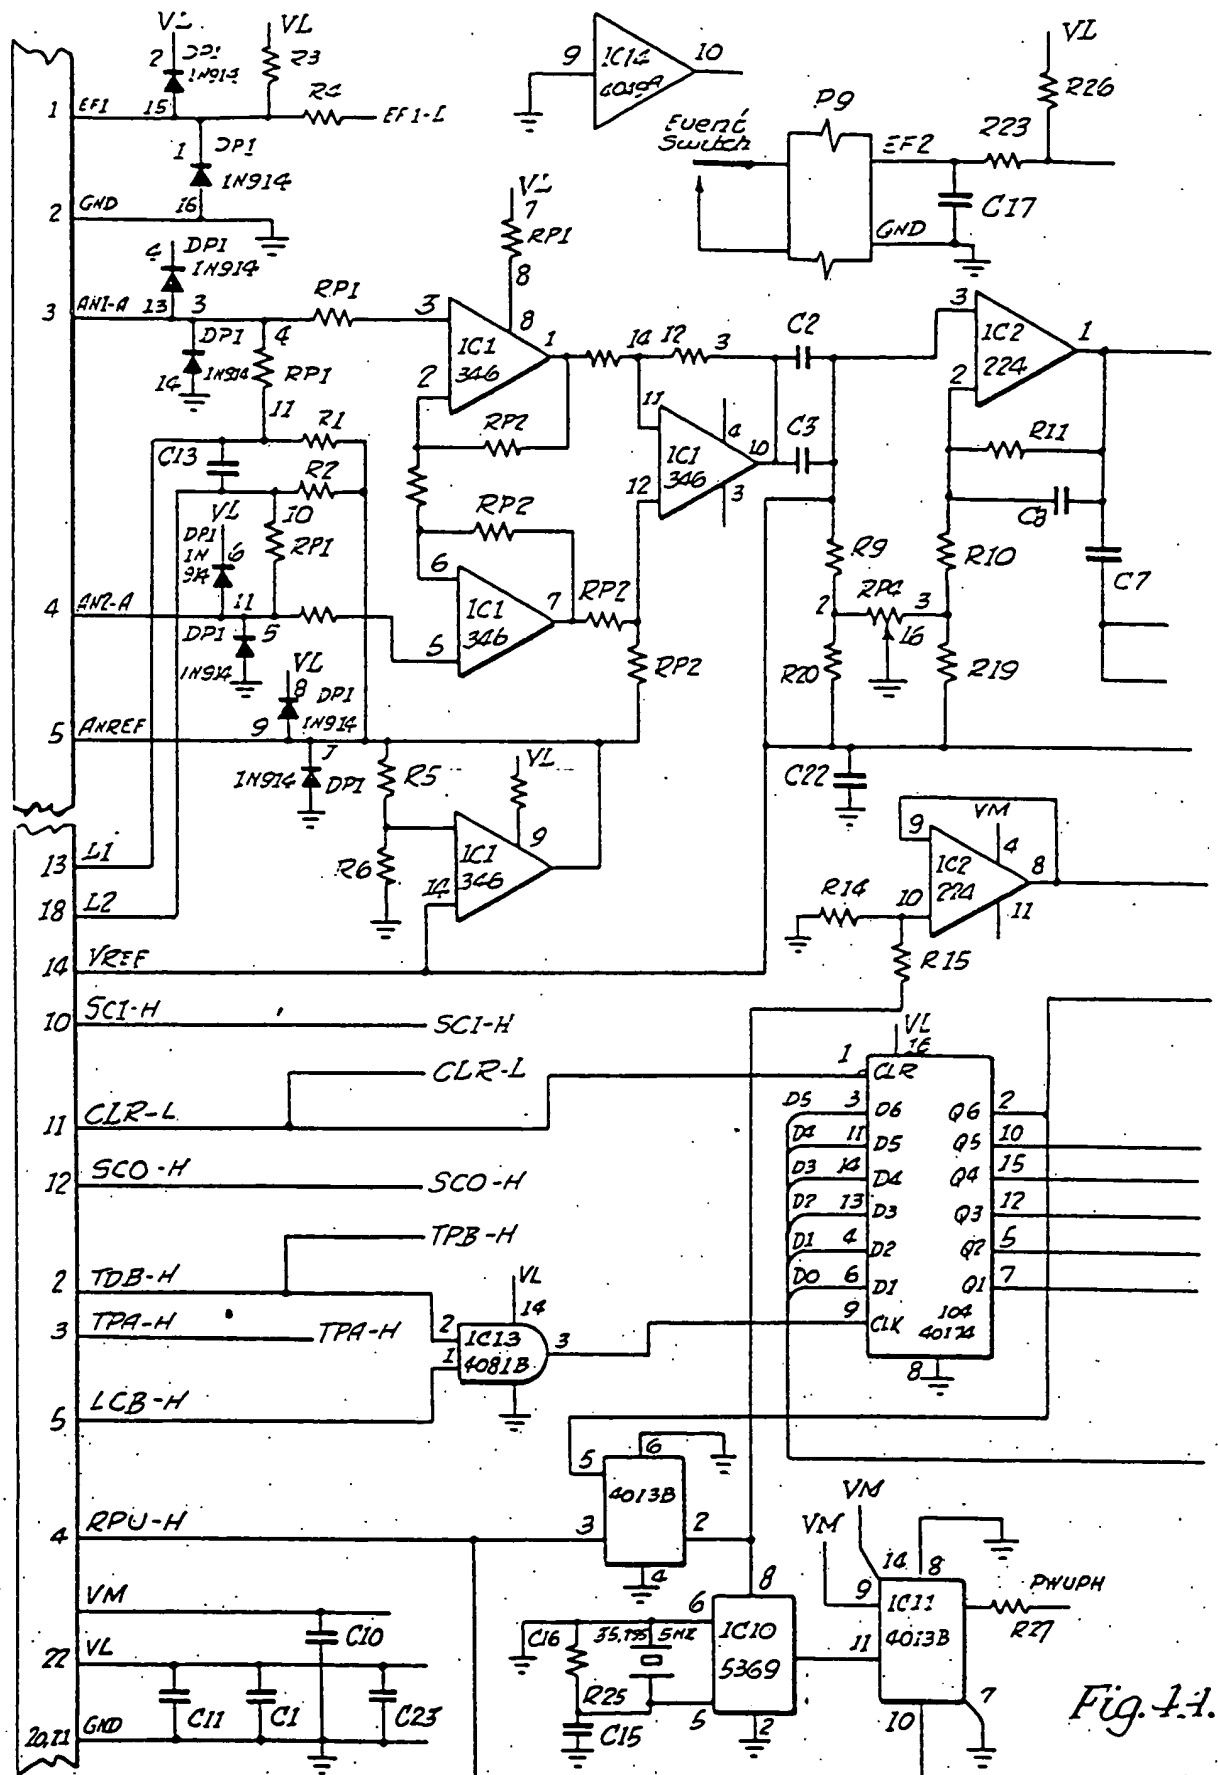 VL
2 DP1
1N914
VL
R3
R4
1 EF1 15
EF1-L
1 DP1
1N914
2 GND 16
9 IC14 10
4049A
Event
Switch
P9
EF2
GND
223
VL
R26
C17
4 DP1
1N914
3 AN1-A 13 3
DP1
14 1N914
4
RP1
11
RP1
VL
7
RP1
8
3 8
IC1 1
346
2
RP2
14 12 3
11
IC1 10
346
12
4
3
C2
C3
3
IC2 1
224
2
R11
C8
C7
R1
C13
R2
VL
10
RP1
DP1
1N
914
6
4 AN2-A 11
DP1 5
1N914
RP2
6
IC1 7
346
5
RP2
RP2
R9
R10
RP4
2 3
16
R20
R19
VL
8 DP1
1N914
5 ANREF 9
7
1N914 DP1
R5
VL
R6
IC1 9
346
14
C22
VM
9 4
IC2 8
224
10
11
R14
R15
13 L1
18 L2
14 VREF
10 SCI-H
SCI-H
CLR-L
11 CLR-L
12 SCO-H
SCO-H
TPB-H
2 TDB-H
3 TPA-H
TPA-H
5 LCB-H
VL
14
2 IC13 3
1 4081B
VL
16
1 CLR
D5 3 D6 Q6 2
D4 11 D5 Q5 10
D3 14 D4 Q4 15
D2 13 D3 Q3 12
D1 4 D2 Q2 5
D0 6 D1 Q1 7
9 CLK
104
40174
8
6
5
4013B
3 2
4
4 RPU-H
VM
VM
14 8
9 IC11
4013B
11
7
10
PWUPH
R27
VM
C10
22 VL
C11
C1
C23
20,21 GND
C16
35,795 5HZ
R25
C15
8
6
IC10
5369
5
2
Fig. 11.